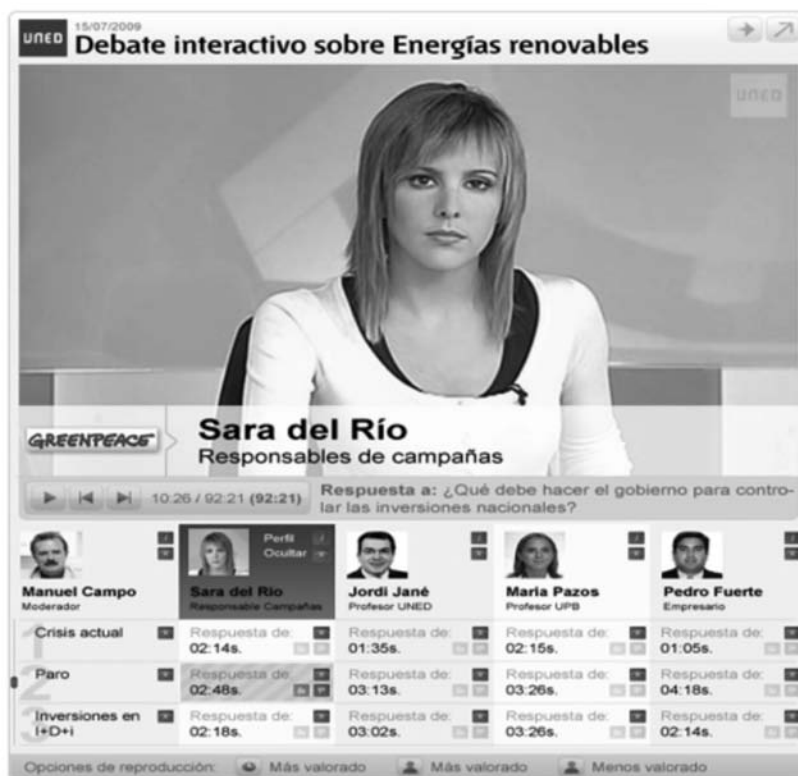 UNED
15/07/2009
Debate interactivo sobre Energías renovables
UNED
GREENPEACE
Sara del Río
Responsables de campañas
10:26 / 92:21 (92:21)
Respuesta a: ¿Qué debe hacer el gobierno para contro-
lar las inversiones nacionales?
Manuel Campo
Moderador
Perfil
Ocultar
Sara del Río
Responsable Campañas
Jordi Jané
Profesor UNED
María Pazos
Profesor UPB
Pedro Fuerte
Empresario
1
Crisis actual
Respuesta de:
02:14s.
Respuesta de:
01:35s.
Respuesta de:
02:15s.
Respuesta de:
01:05s.
2
Paro
Respuesta de:
02:48s.
Respuesta de:
03:13s.
Respuesta de:
03:26s.
Respuesta de:
04:18s.
3
Inversiones en
I+D+i
Respuesta de:
02:18s.
Respuesta de:
03:02s.
Respuesta de:
03:26s.
Respuesta de:
02:14s.
Opciones de reproducción: Más valorado Más valorado Menos valorado